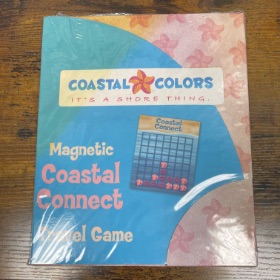 COASTAL COLORS
IT'S A SHORE THING.
Coastal
Connect
Magnetic
Coastal
Connect
Travel Game